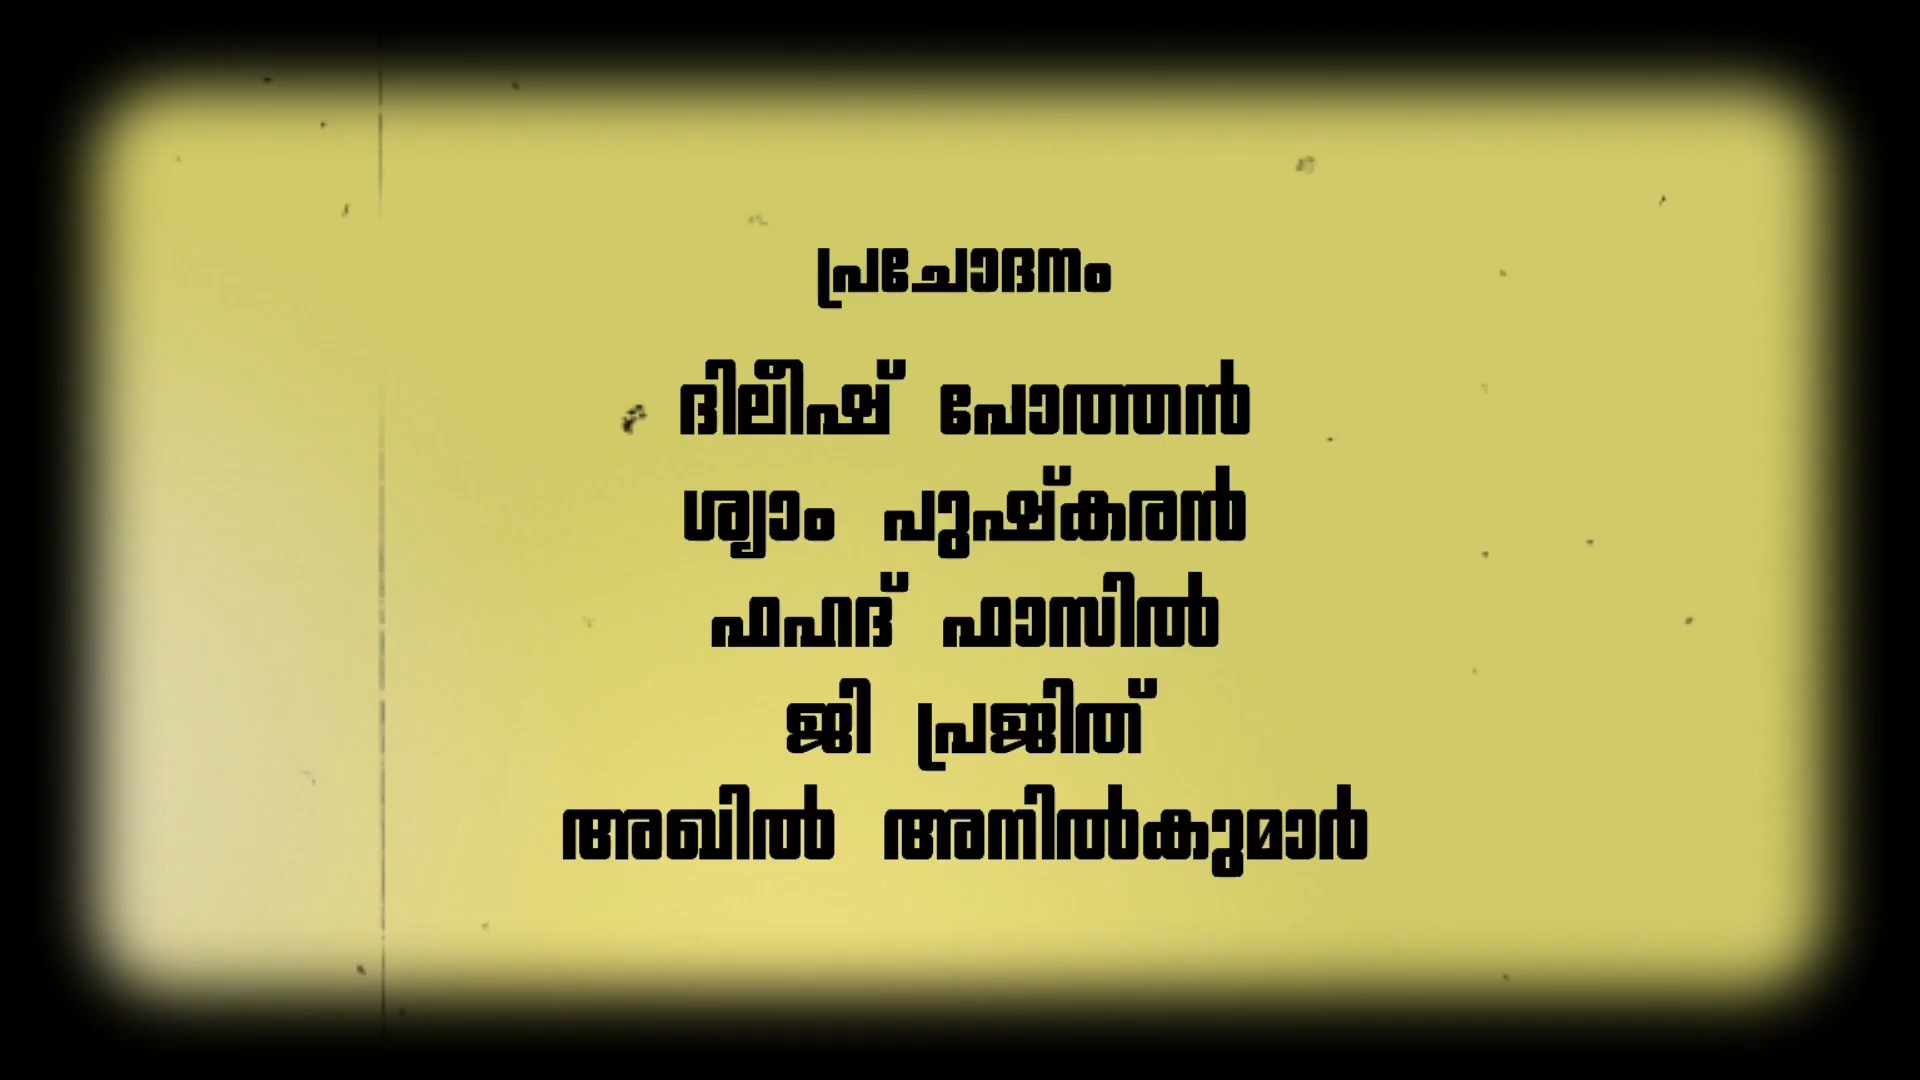 പ്രചോദനം
ദിലീഷ് പോത്തൻ
ശ്യാം പുഷ്കരൻ
ഫഹദ് ഫാസിൽ
ജി പ്രജിത്
അഖിൽ അനിൽകുമാർ